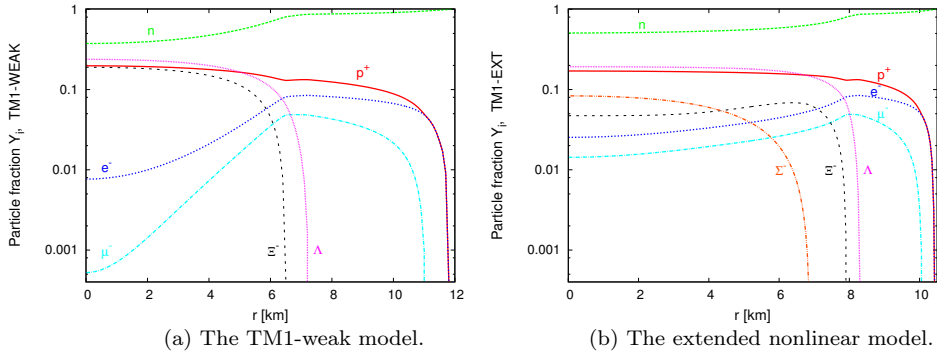 Particle fraction Yᵢ, TM1-WEAK
1
0.1
0.01
0.001
n
p⁺
e⁻
μ⁻
Ξ⁻
Λ
0 2 4 6 8 10 12
r [km]
(a) The TM1-weak model.
Particle fraction Yᵢ, TM1-EXT
1
0.1
0.01
0.001
n
p⁺
e⁻
μ⁻
Σ⁻
Ξ⁻
Λ
0 2 4 6 8 10
r [km]
(b) The extended nonlinear model.